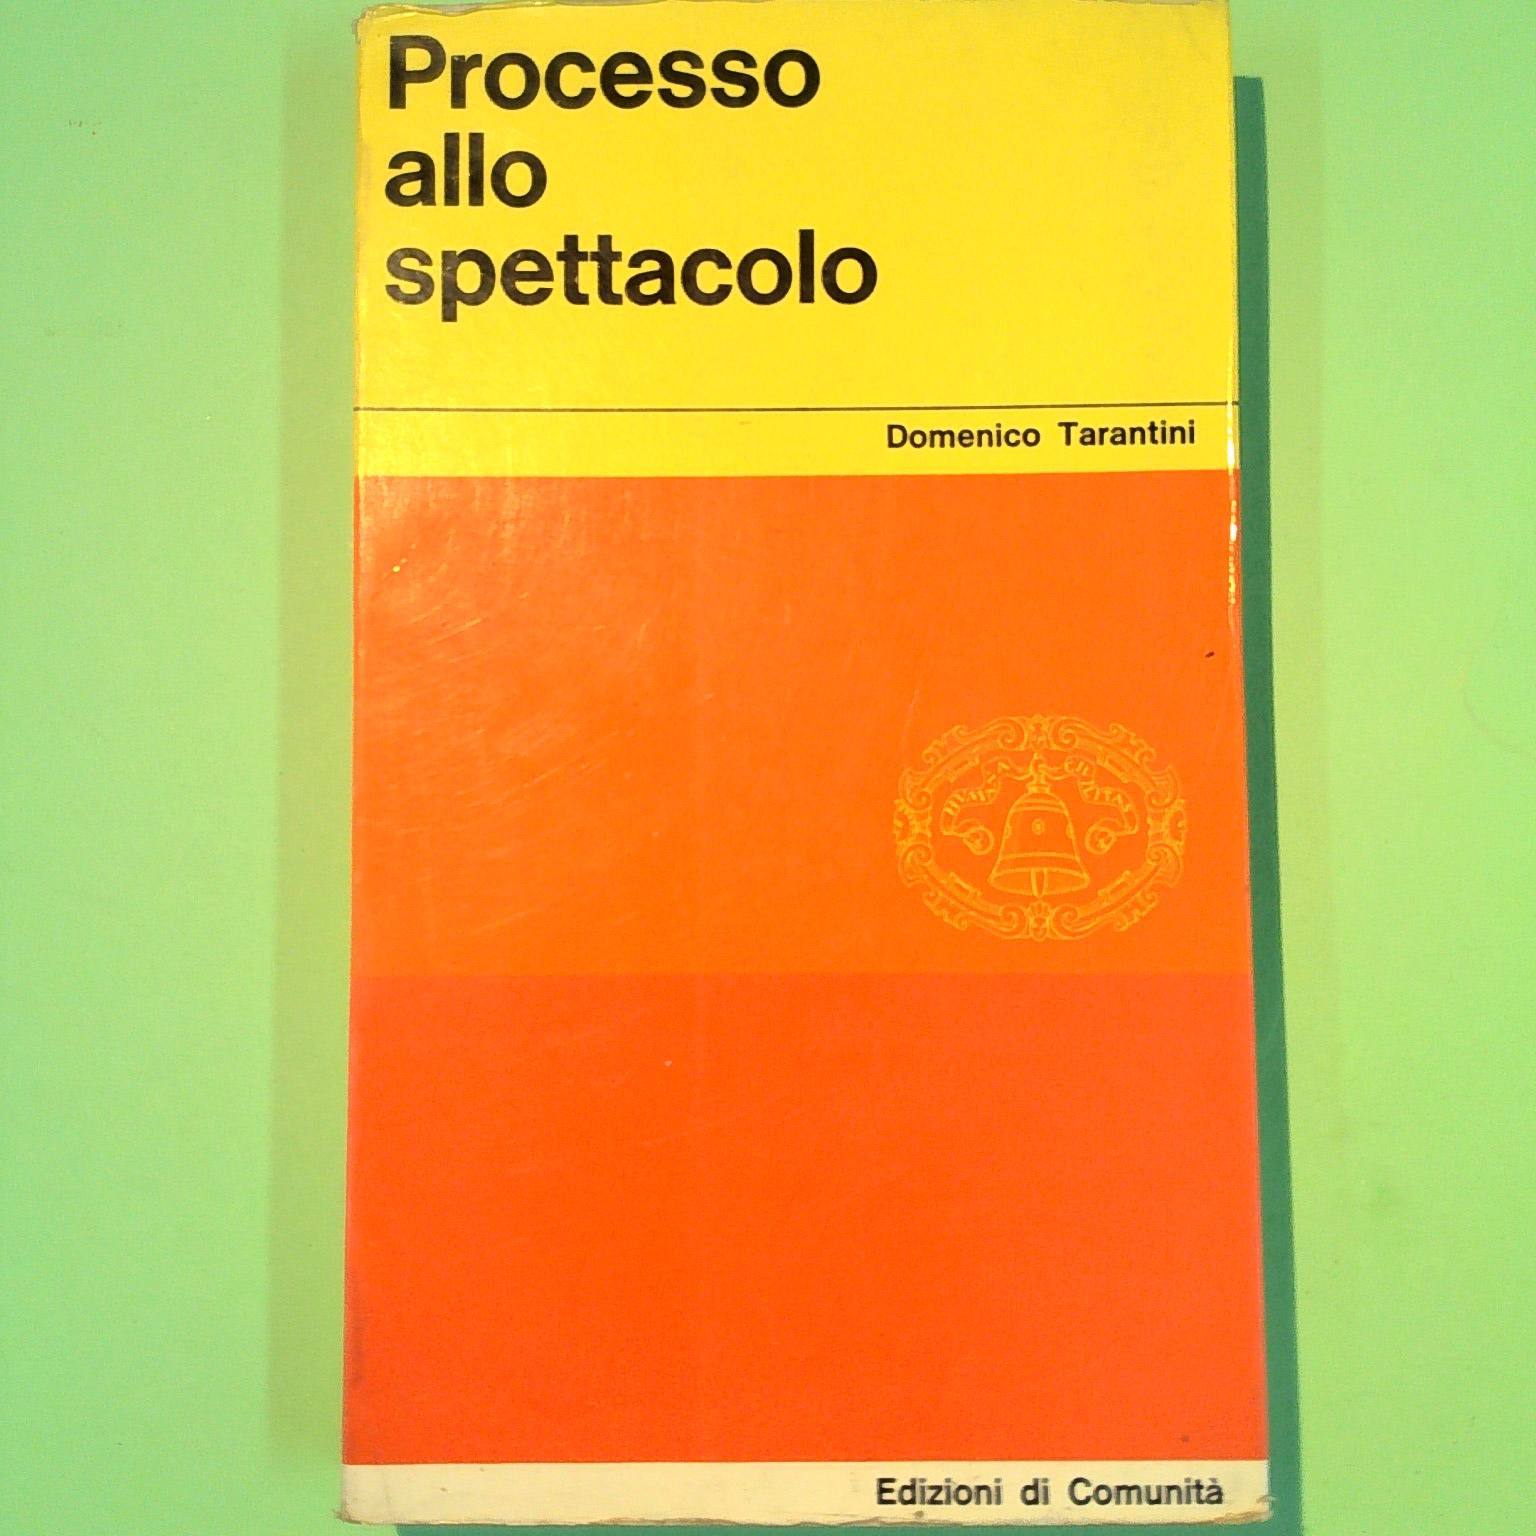 Processo
allo
spettacolo
Domenico Tarantini
Edizioni di Comunità